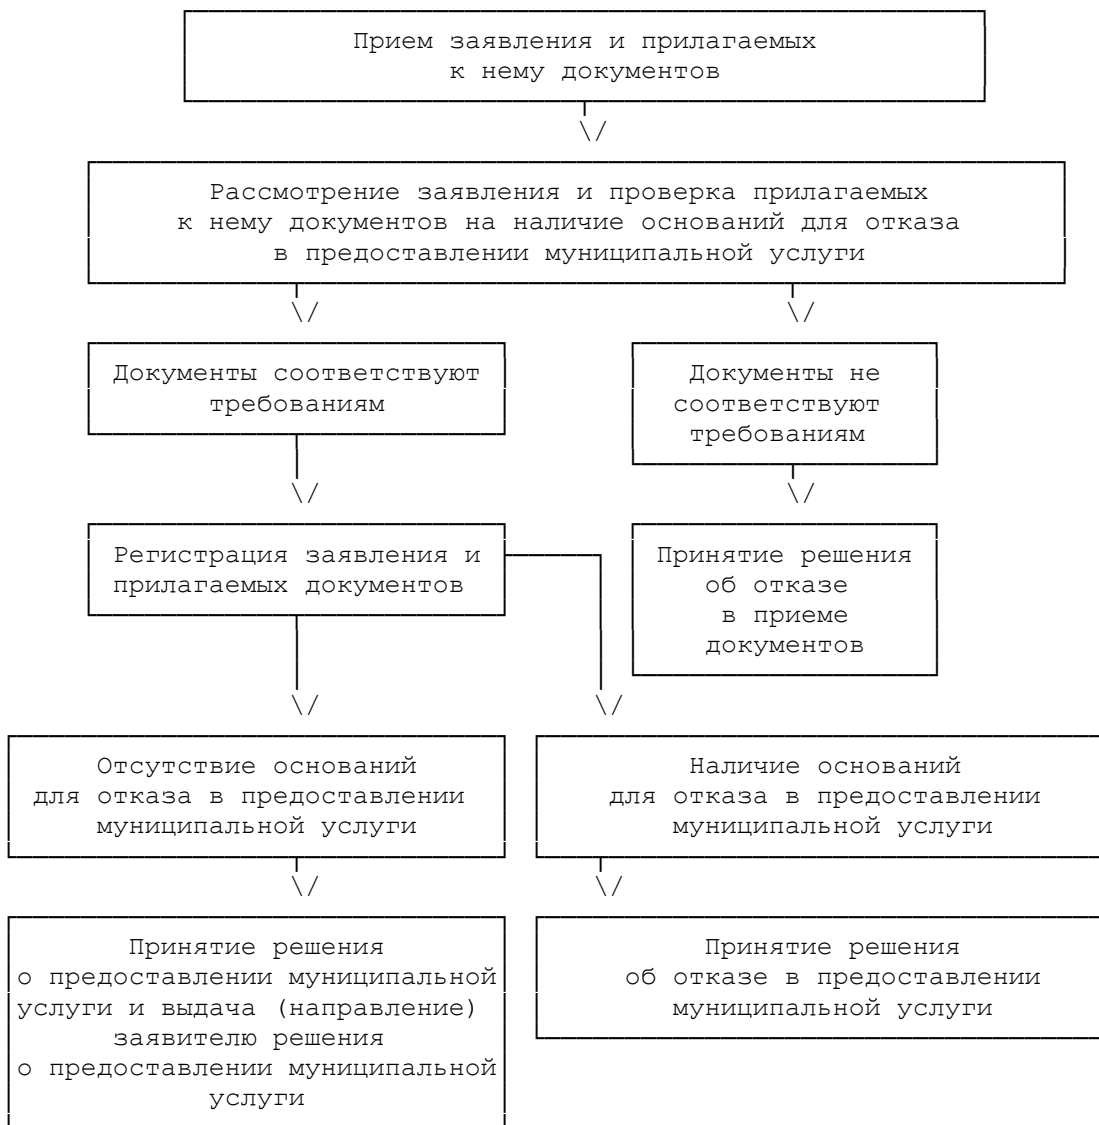 Прием заявления и прилагаемых
к нему документов
Рассмотрение заявления и проверка прилагаемых
к нему документов на наличие оснований для отказа
в предоставлении муниципальной услуги
Документы соответствуют
требованиям
Документы не
соответствуют
требованиям
Регистрация заявления и
прилагаемых документов
Принятие решения
об отказе
в приеме
документов
Отсутствие оснований
для отказа в предоставлении
муниципальной услуги
Наличие оснований
для отказа в предоставлении
муниципальной услуги
Принятие решения
о предоставлении муниципальной
услуги и выдача (направление)
заявителю решения
о предоставлении муниципальной
услуги
Принятие решения
об отказе в предоставлении
муниципальной услуги